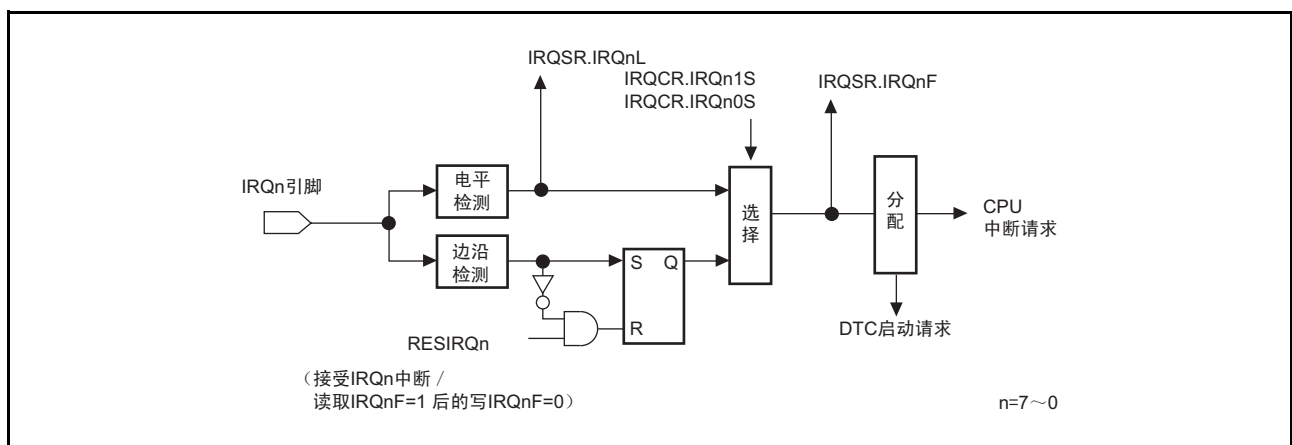 IRQSR.IRQnL
IRQCR.IRQn1S
IRQCR.IRQn0S
IRQSR.IRQnF
IRQn引脚
电平
检测
边沿
检测
S Q
R
选
择
分
配
CPU
中断请求
DTC启动请求
RESIRQn
（接受IRQn中断 /
读取IRQnF=1 后的写IRQnF=0）
n=7～0